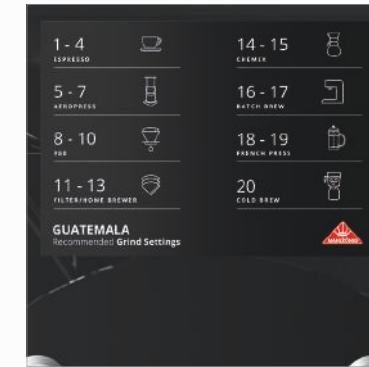 1 - 4
ESPRESSO
5 - 7
AEROPRESS
8 - 10
V60
11 - 13
FILTER/HOME BREWER
14 - 15
CHEMEX
16 - 17
BATCH BREW
18 - 19
FRENCH PRESS
20
COLD BREW
GUATEMALA
Recommended Grind Settings
MAHLKÖNIG